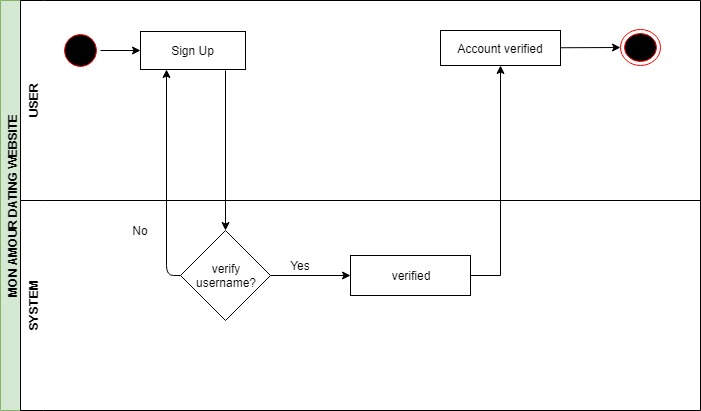 MON AMOUR DATING WEBSITE
USER
Sign Up
Account verified
SYSTEM
No
verify
username?
Yes
verified